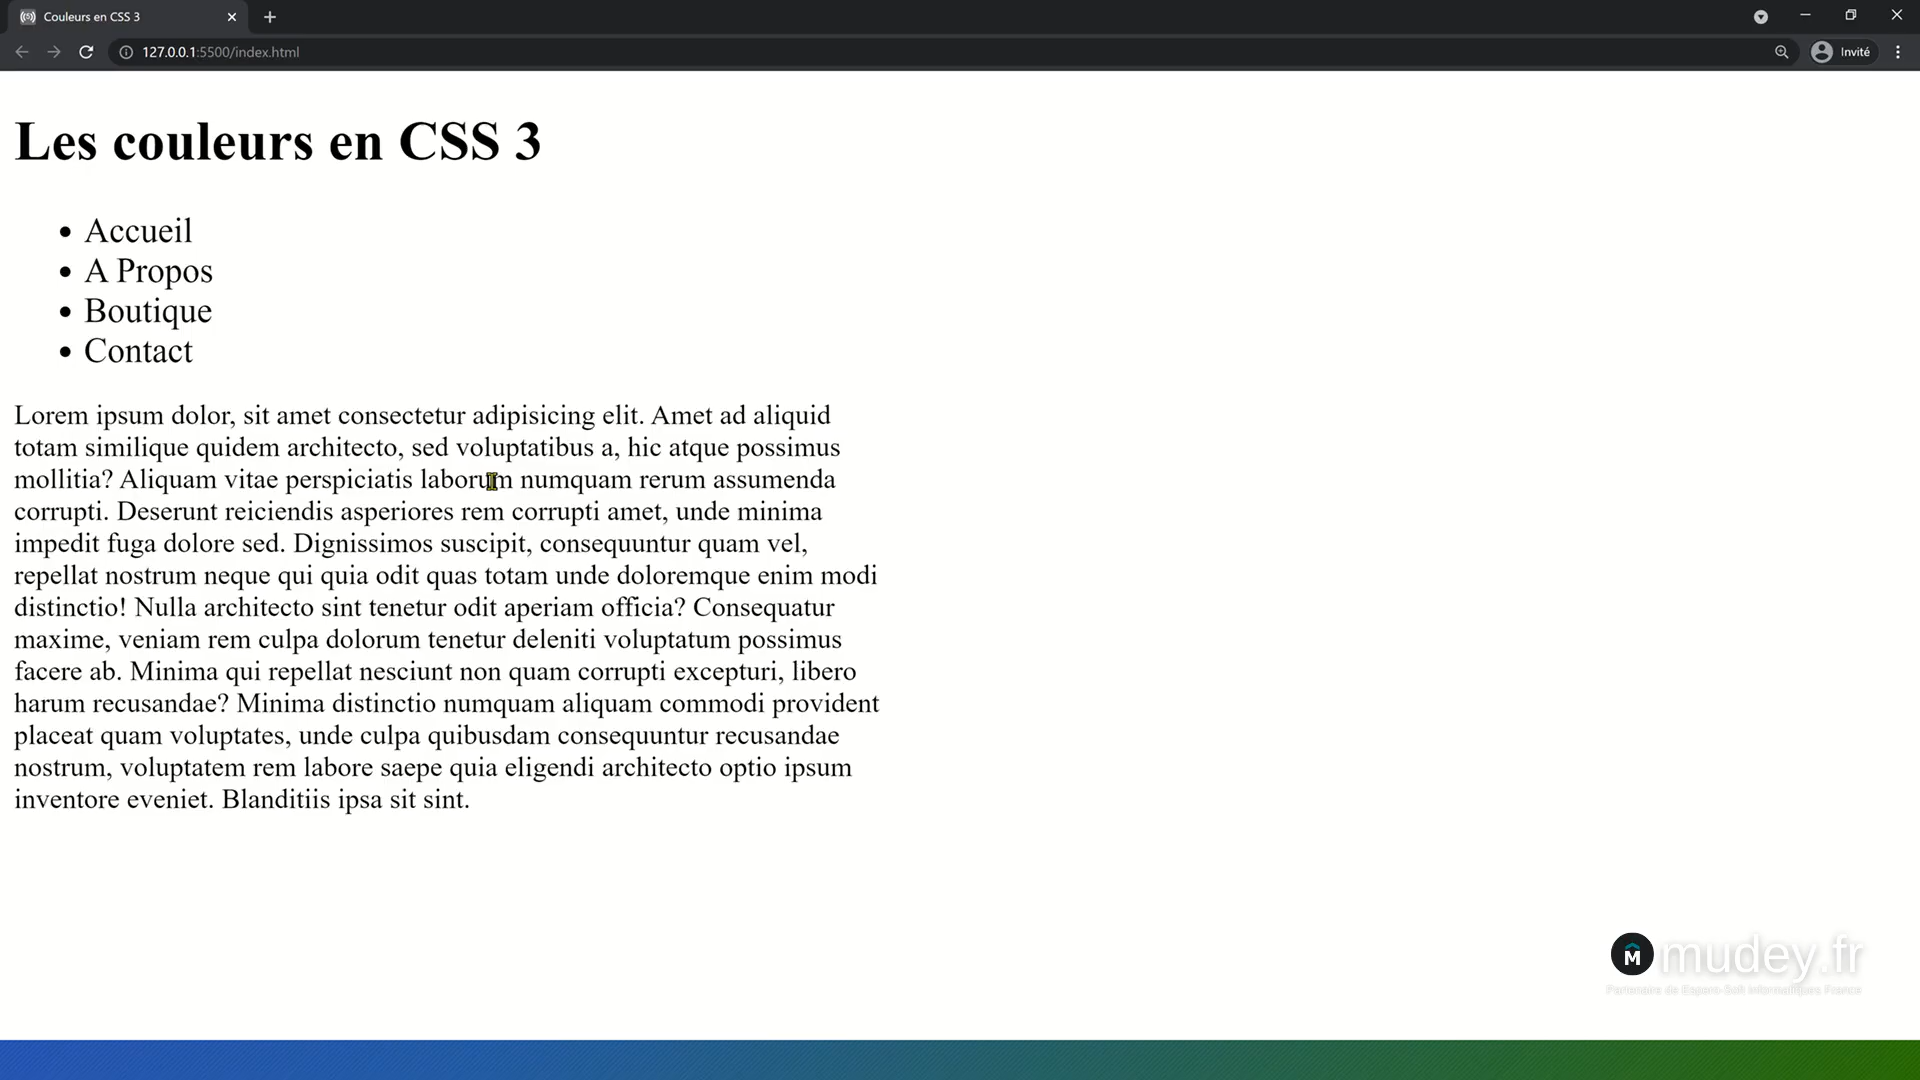 Couleurs en CSS 3
127.0.0.1:5500/index.html
Invité
Les couleurs en CSS 3
Accueil
A Propos
Boutique
Contact
Lorem ipsum dolor, sit amet consectetur adipisicing elit. Amet ad aliquid
totam similique quidem architecto, sed voluptatibus a, hic atque possimus
mollitia? Aliquam vitae perspiciatis laborum numquam rerum assumenda
corrupti. Deserunt reiciendis asperiores rem corrupti amet, unde minima
impedit fuga dolore sed. Dignissimos suscipit, consequuntur quam vel,
repellat nostrum neque qui quia odit quas totam unde doloremque enim modi
distinctio! Nulla architecto sint tenetur odit aperiam officia? Consequatur
maxime, veniam rem culpa dolorum tenetur deleniti voluptatum possimus
facere ab. Minima qui repellat nesciunt non quam corrupti excepturi, libero
harum recusandae? Minima distinctio numquam aliquam commodi provident
placeat quam voluptates, unde culpa quibusdam consequuntur recusandae
nostrum, voluptatem rem labore saepe quia eligendi architecto optio ipsum
inventore eveniet. Blanditiis ipsa sit sint.
M mudey.fr
Partenaire de Espero-Soft Informatiques France